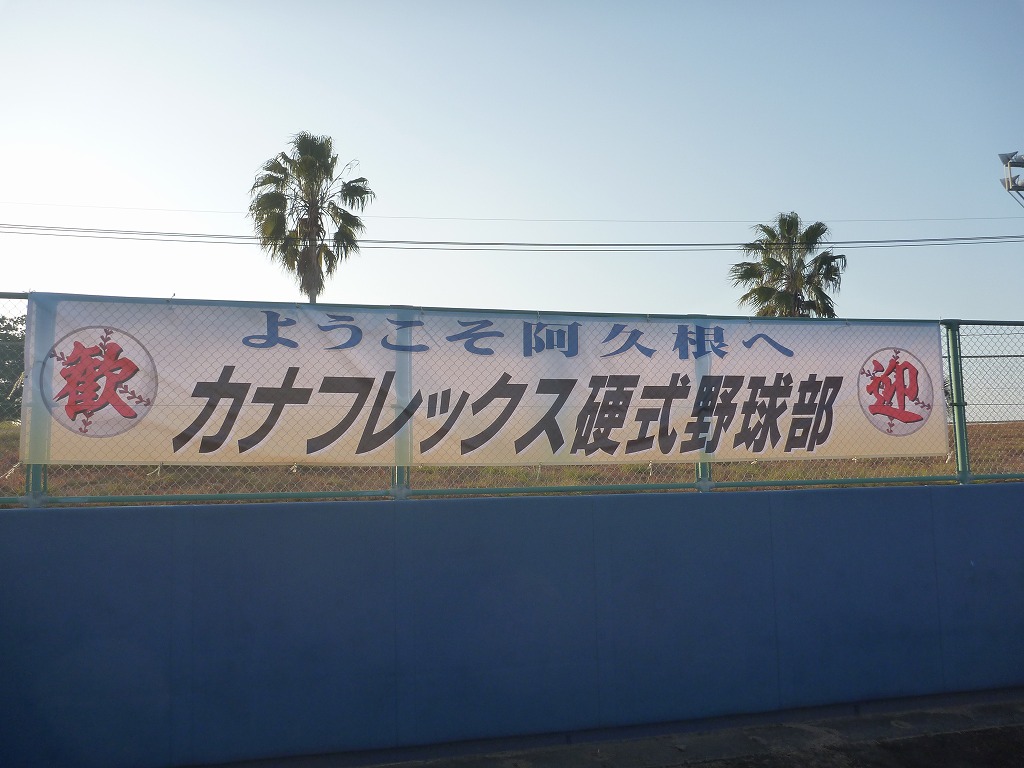 歓
ようこそ阿久根へ
カナフレックス硬式野球部
迎